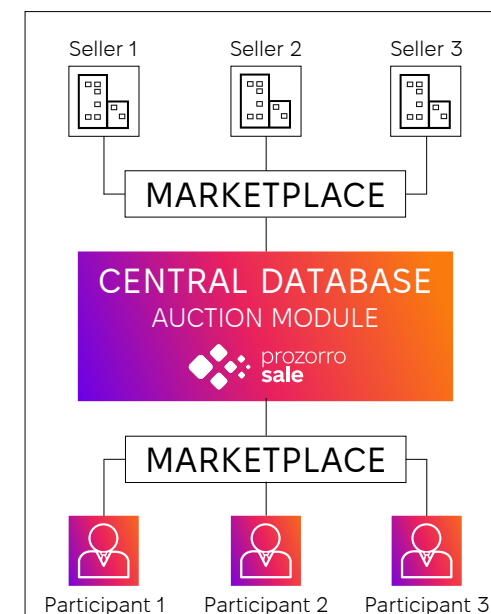 Seller 1 Seller 2 Seller 3
MARKETPLACE
CENTRAL DATABASE
AUCTION MODULE
prozorro
sale
MARKETPLACE
Participant 1 Participant 2 Participant 3